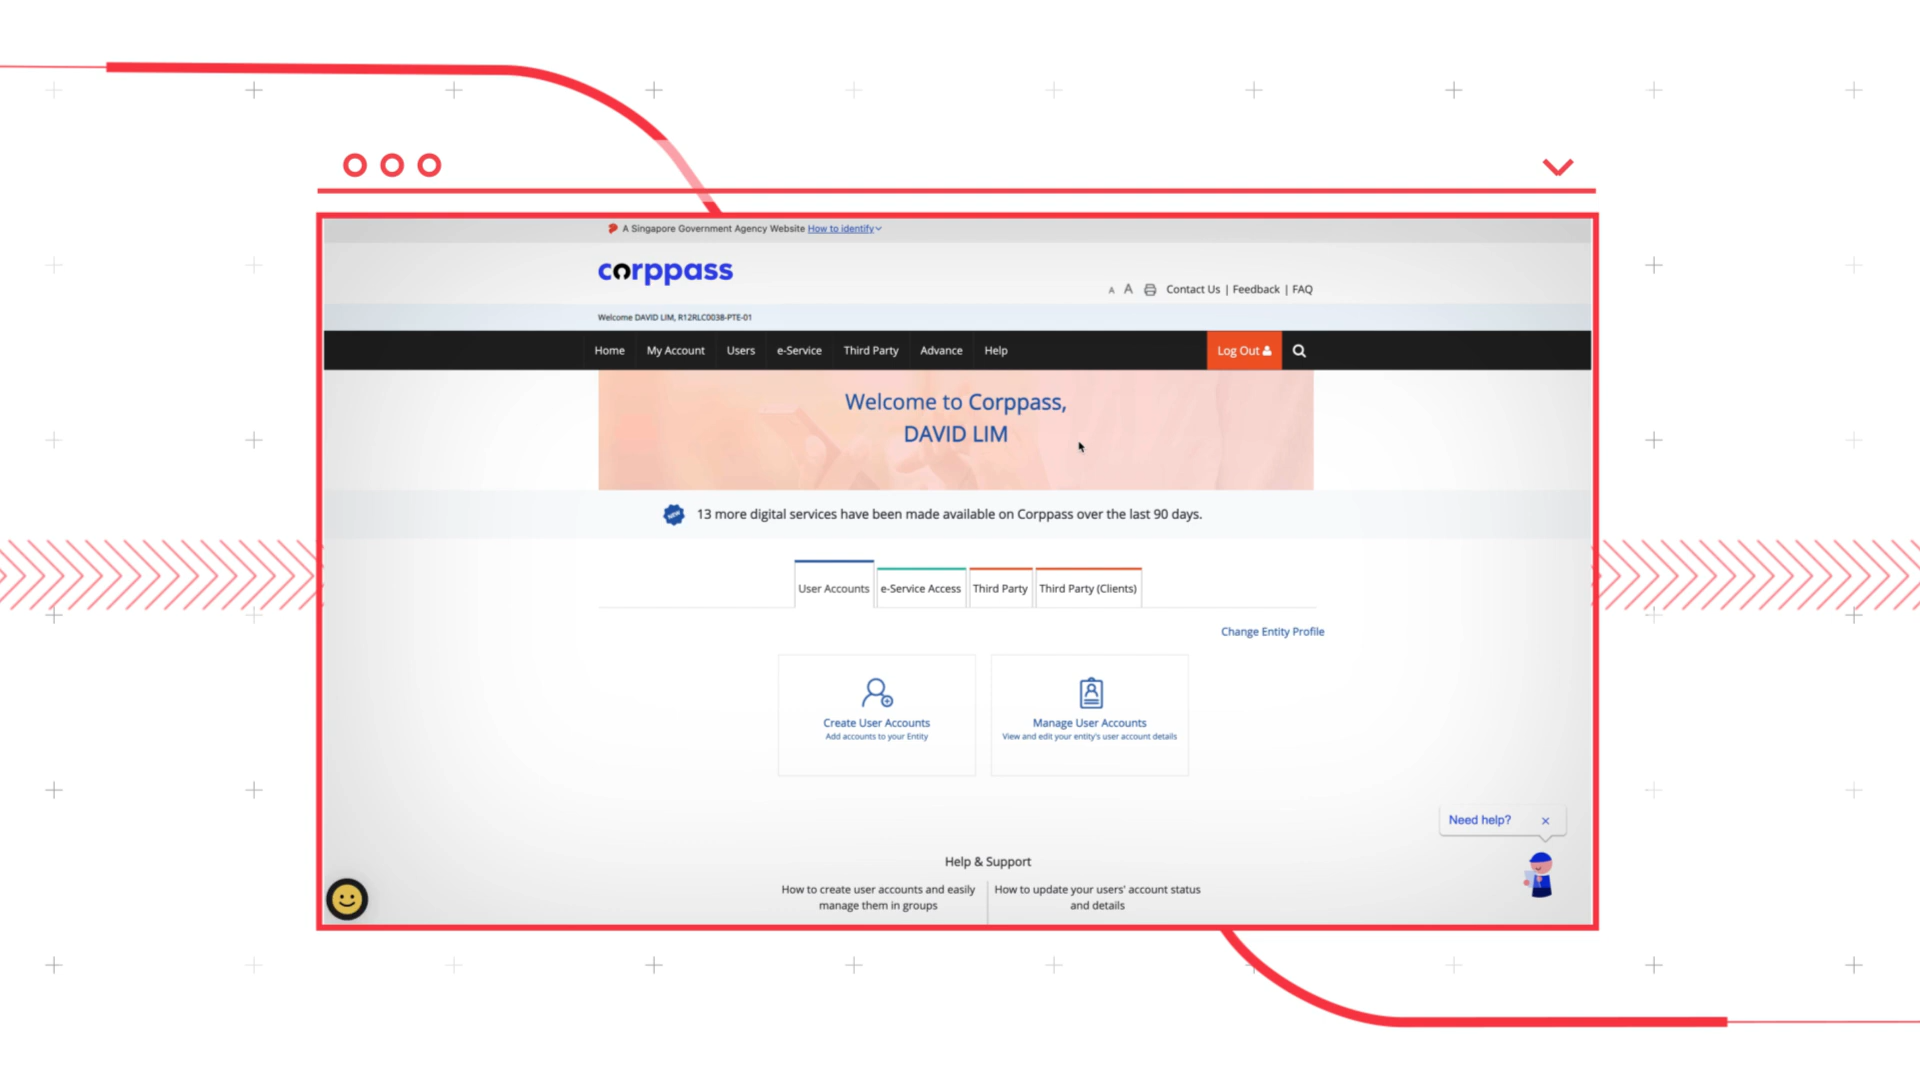 A Singapore Government Agency Website How to identify
corppass
A A Contact Us | Feedback | FAQ
Welcome DAVID LIM, R12RLC0038-PTE-01
Home My Account Users e-Service Third Party Advance Help Log Out
Welcome to Corppass,
DAVID LIM
NEW 13 more digital services have been made available on Corppass over the last 90 days.
User Accounts e-Service Access Third Party Third Party (Clients)
Change Entity Profile
Create User Accounts
Add accounts to your Entity
Manage User Accounts
View and edit your entity's user account details
Need help?
Help & Support
How to create user accounts and easily
manage them in groups
How to update your users' account status
and details